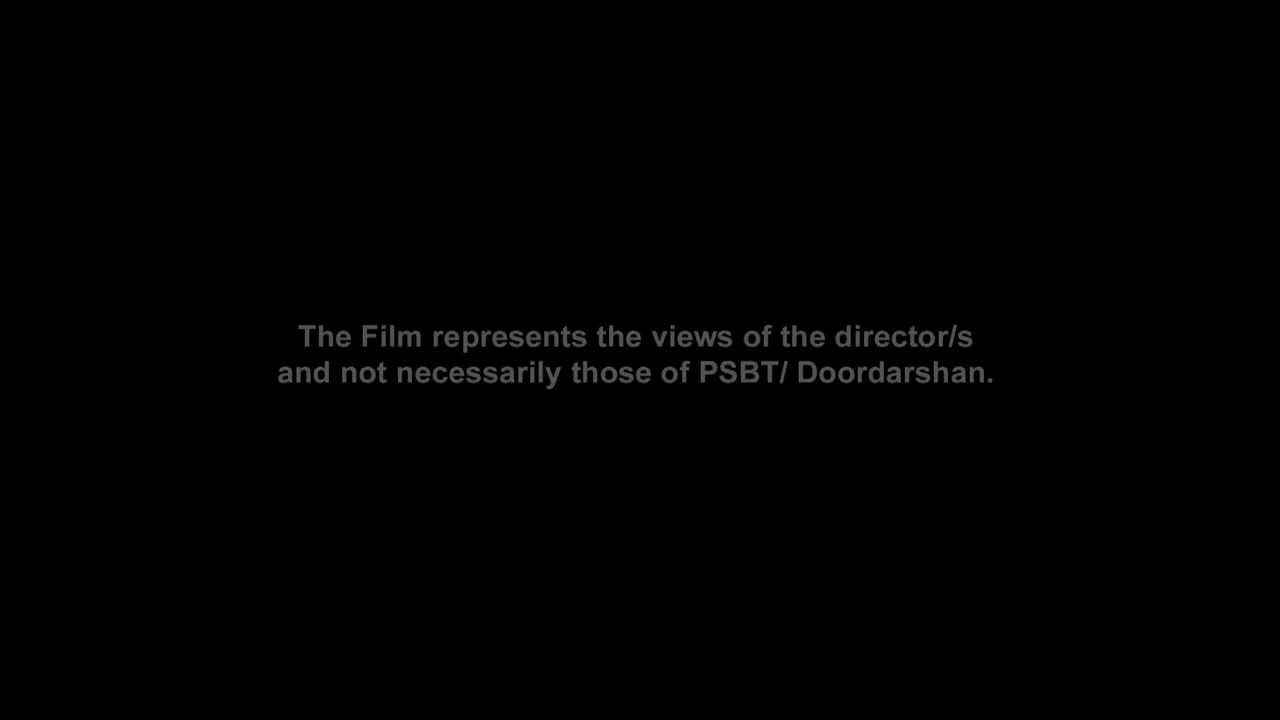 The Film represents the views of the director/s
and not necessarily those of PSBT/ Doordarshan.